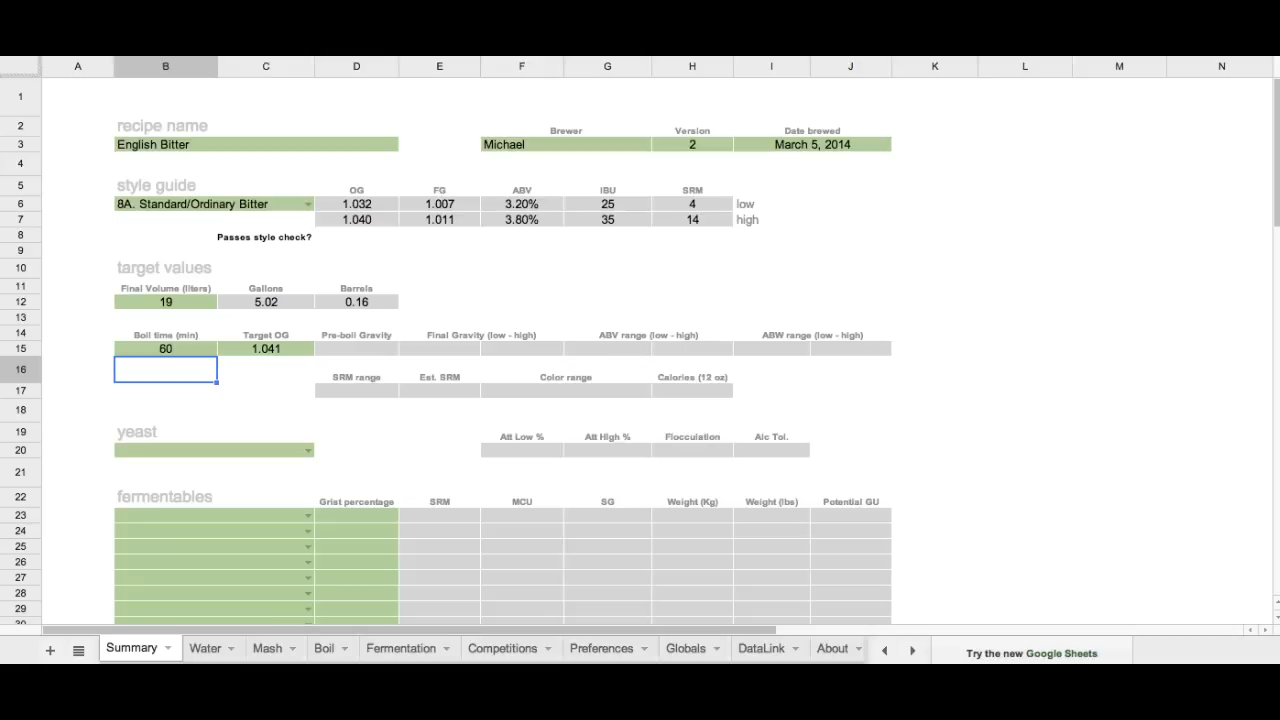 A B C D E F G H I J K L M N
1
2 recipe name Brewer Version Date brewed
3 English Bitter Michael 2 March 5, 2014
4
5 style guide OG FG ABV IBU SRM
6 8A. Standard/Ordinary Bitter 1.032 1.007 3.20% 25 4 low
7 1.040 1.011 3.80% 35 14 high
8 Passes style check?
9
10 target values
11 Final Volume (liters) Gallons Barrels
12 19 5.02 0.16
13
14 Boil time (min) Target OG Pre-boil Gravity Final Gravity (low - high) ABV range (low - high) ABW range (low - high)
15 60 1.041
16 SRM range Est. SRM Color range Calories (12 oz)
17
18
19 yeast Att Low % Att High % Flocculation Alc Tol.
20
21
22 fermentables Grist percentage SRM MCU SG Weight (Kg) Weight (lbs) Potential GU
23
24
25
26
27
28
29
30
+ Summary Water Mash Boil Fermentation Competitions Preferences Globals DataLink About Try the new Google Sheets